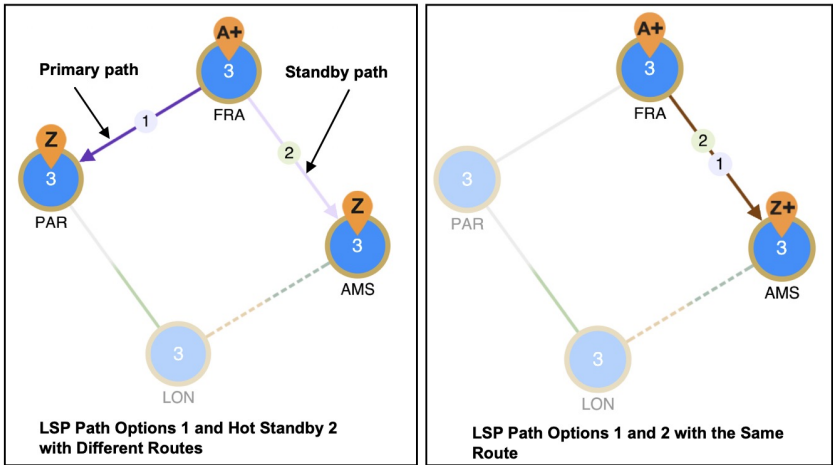 A+
3
FRA
Primary path
Standby path
1
2
Z
3
PAR
Z
3
AMS
3
LON
LSP Path Options 1 and Hot Standby 2
with Different Routes
A+
3
FRA
2
1
3
PAR
Z+
3
AMS
3
LON
LSP Path Options 1 and 2 with the Same
Route